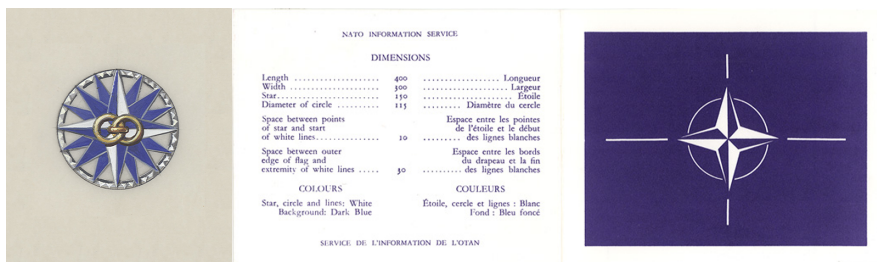 NATO INFORMATION SERVICE
DIMENSIONS
Length .................... 400 .................. Longueur
Width .................... 300 .................... Largeur
Star ....................... 150 ...................... Étoile
Diameter of circle .......... 115 ......... Diamètre du cercle
Space between points Espace entre les pointes
of star and start de l'étoile et le début
of white lines ............... 10 ......... des lignes blanches
Space between outer Espace entre les bords
edge of flag and du drapeau et la fin
extremity of white lines ..... 30 .......... des lignes blanches
COLOURS COULEURS
Star, circle and lines: White Étoile, cercle et lignes : Blanc
Background: Dark Blue Fond : Bleu foncé
SERVICE DE L'INFORMATION DE L'OTAN